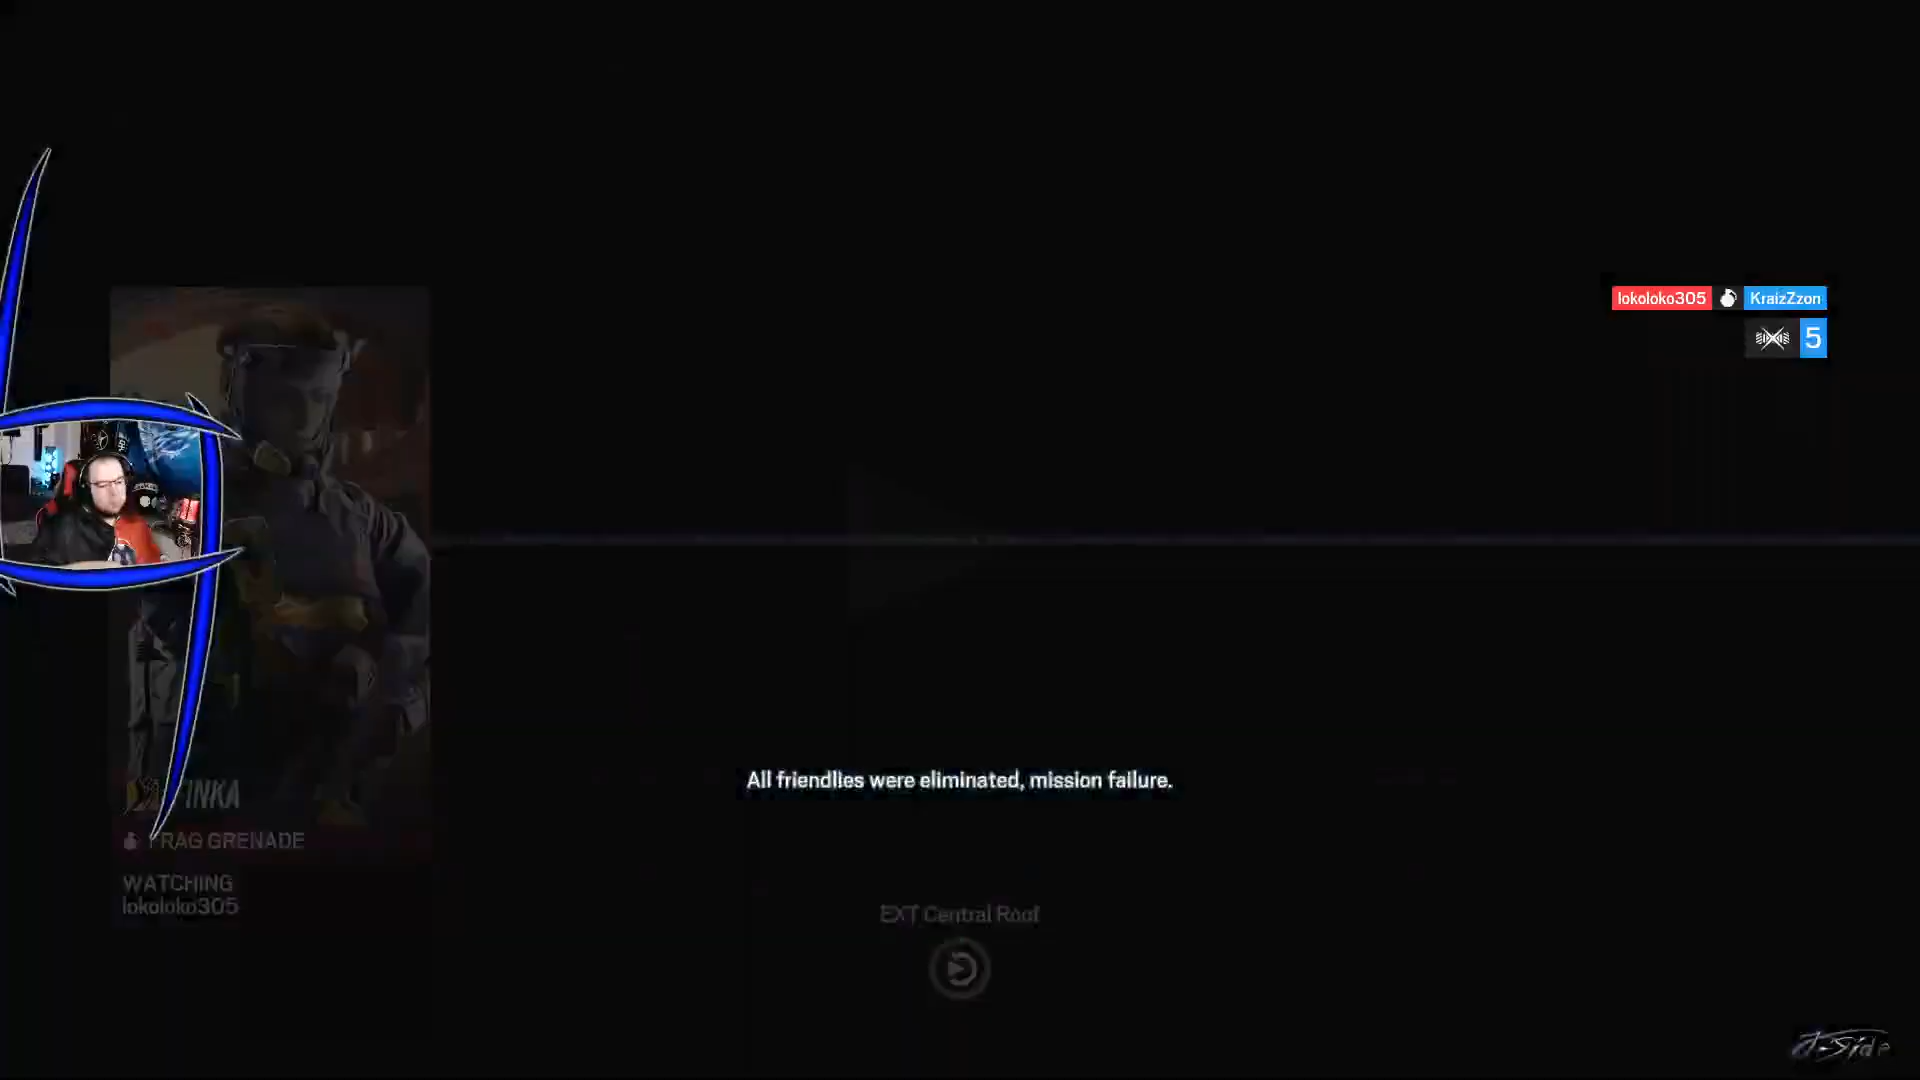 lokoloko305 KraizZzon
5
FINKA
FRAG GRENADE
WATCHING
lokoloko305
All friendlies were eliminated, mission failure.
EXT Central Roof